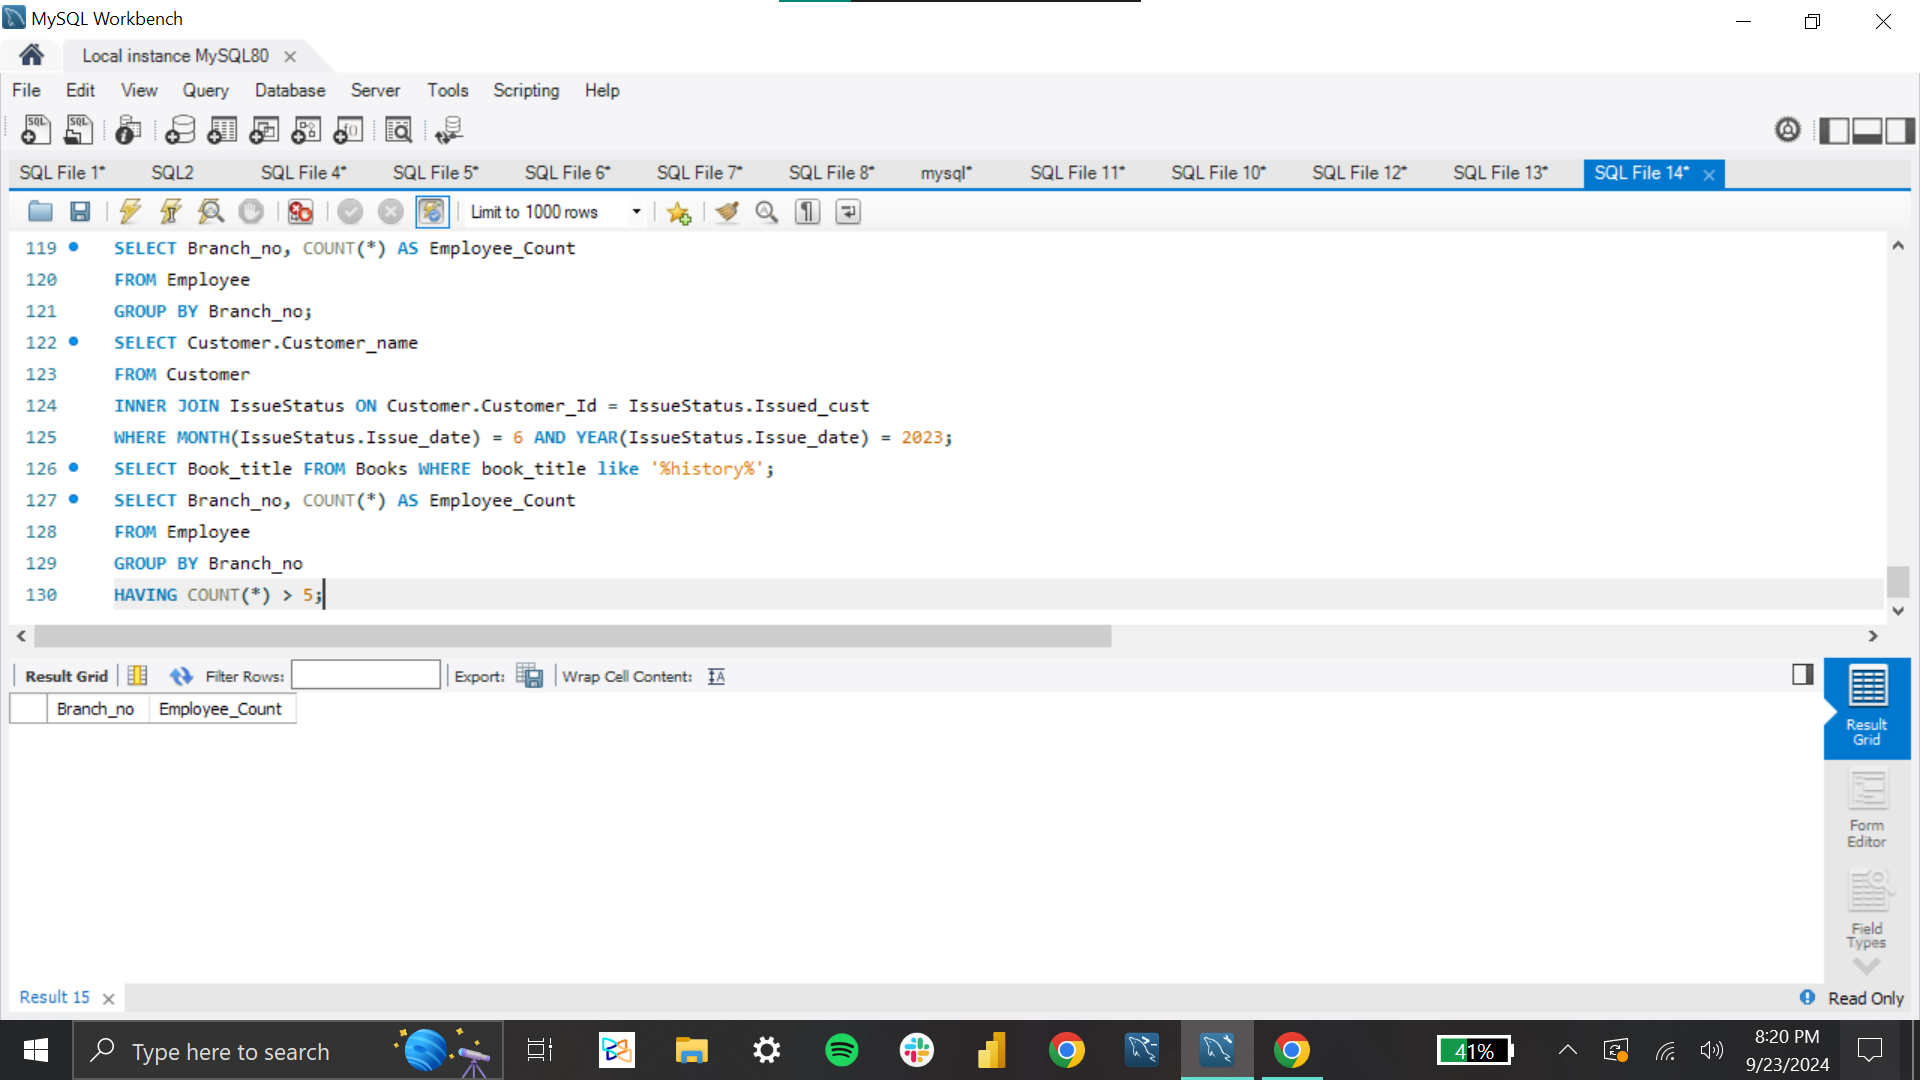 MySQL Workbench
Local instance MySQL80
File Edit View Query Database Server Tools Scripting Help
SQL File 1* SQL2 SQL File 4* SQL File 5* SQL File 6* SQL File 7* SQL File 8* mysql* SQL File 11* SQL File 10* SQL File 12* SQL File 13* SQL File 14*
Limit to 1000 rows
119 SELECT Branch_no, COUNT(*) AS Employee_Count
120 FROM Employee
121 GROUP BY Branch_no;
122 SELECT Customer.Customer_name
123 FROM Customer
124 INNER JOIN IssueStatus ON Customer.Customer_Id = IssueStatus.Issued_cust
125 WHERE MONTH(IssueStatus.Issue_date) = 6 AND YEAR(IssueStatus.Issue_date) = 2023;
126 SELECT Book_title FROM Books WHERE book_title like '%history%';
127 SELECT Branch_no, COUNT(*) AS Employee_Count
128 FROM Employee
129 GROUP BY Branch_no
130 HAVING COUNT(*) > 5;
Result Grid Filter Rows: Export: Wrap Cell Content:
Branch_no Employee_Count
Result
Grid
Form
Editor
Field
Types
Result 15 Read Only
Type here to search
41%
8:20 PM
9/23/2024